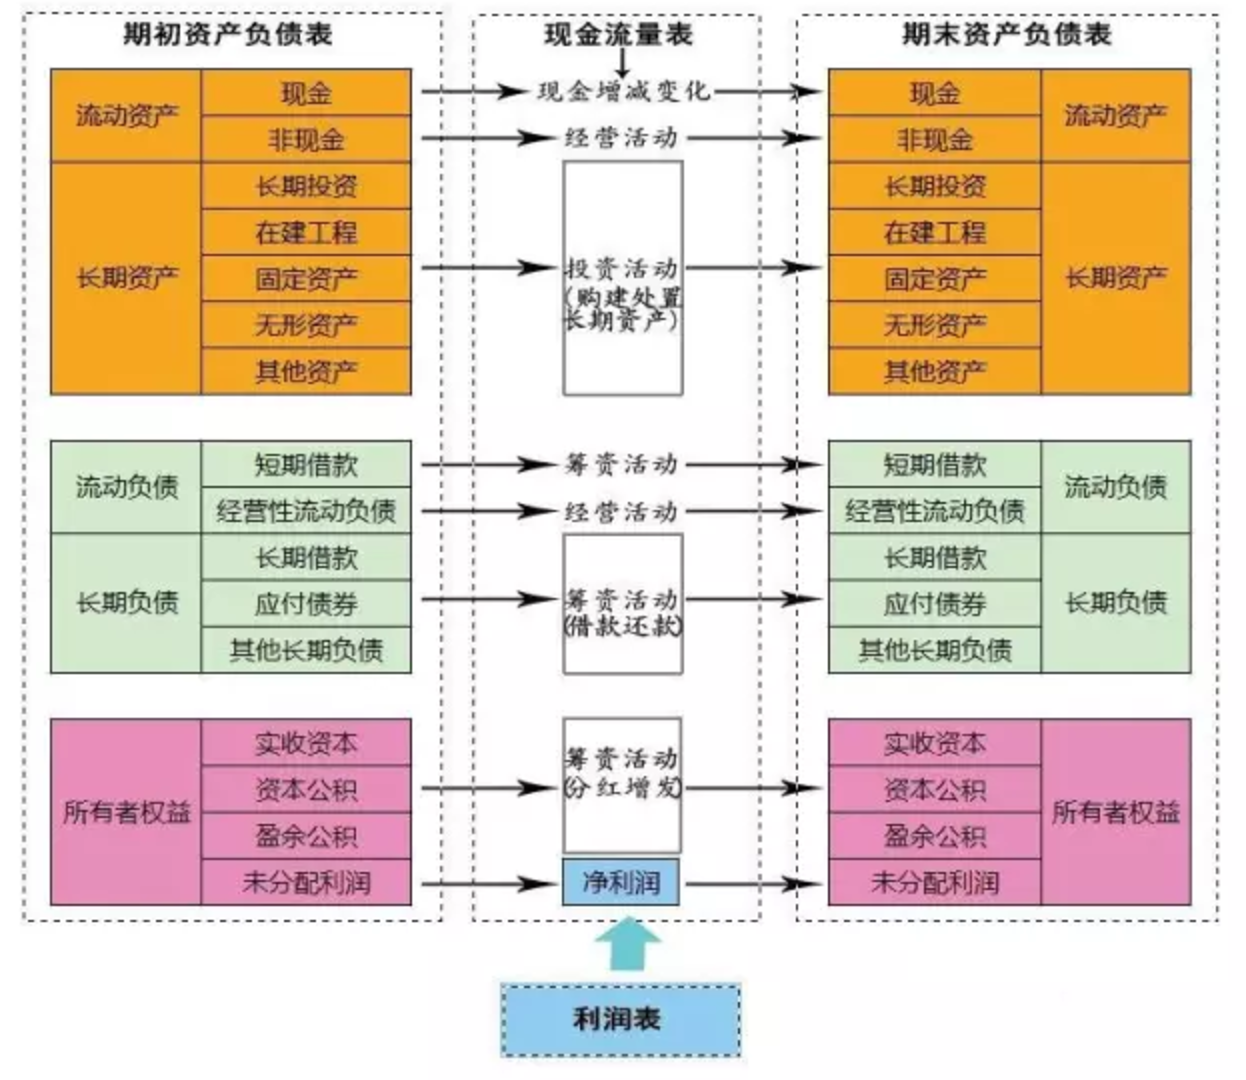 期初资产负债表
流动资产
现金
非现金
长期资产
长期投资
在建工程
固定资产
无形资产
其他资产
流动负债
短期借款
经营性流动负债
长期负债
长期借款
应付债券
其他长期负债
所有者权益
实收资本
资本公积
盈余公积
未分配利润
现金流量表
现金增减变化
经营活动
投资活动
(购建处置
长期资产)
筹资活动
经营活动
筹资活动
(借款还款)
筹资活动
(分红增发)
净利润
利润表
期末资产负债表
现金
非现金
流动资产
长期投资
在建工程
固定资产
无形资产
其他资产
长期资产
短期借款
经营性流动负债
流动负债
长期借款
应付债券
其他长期负债
长期负债
实收资本
资本公积
盈余公积
未分配利润
所有者权益